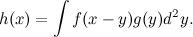 h(x) = ∫ f(x − y)g(y)d²y.